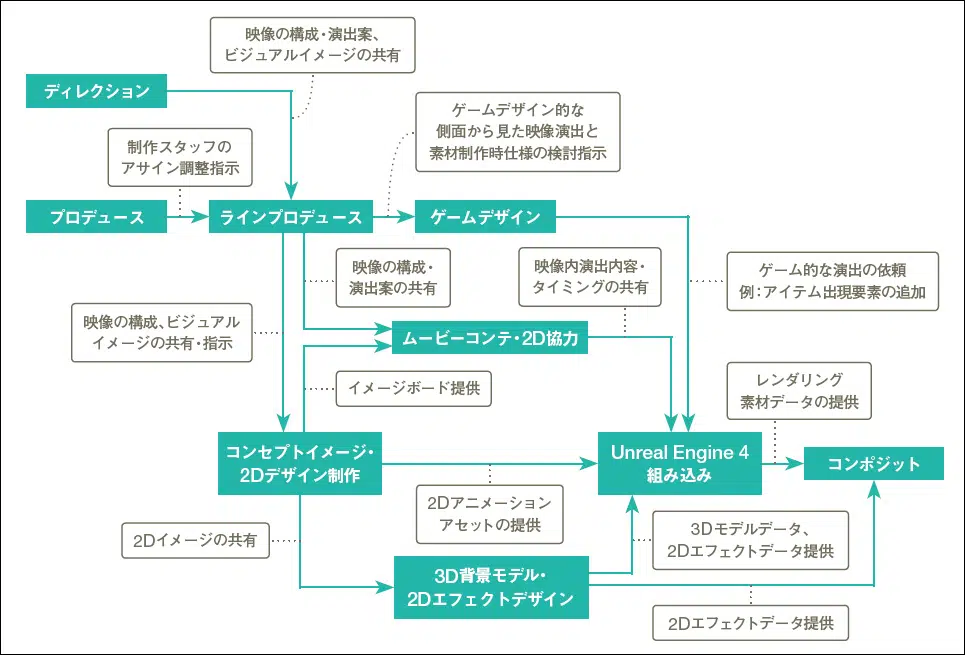 映像の構成・演出案、
ビジュアルイメージの共有
ディレクション
ゲームデザイン的な
側面から見た映像演出と
素材制作時仕様の検討指示
制作スタッフの
アサイン調整指示
プロデュース
ラインプロデュース
ゲームデザイン
映像の構成・
演出案の共有
映像内演出内容・
タイミングの共有
ゲーム的な演出の依頼
例：アイテム出現要素の追加
映像の構成、ビジュアル
イメージの共有・指示
ムービーコンテ・2D協力
イメージボード提供
レンダリング
素材データの提供
コンセプトイメージ・
2Dデザイン制作
Unreal Engine 4
組み込み
コンポジット
2Dアニメーション
アセットの提供
2Dイメージの共有
3Dモデルデータ、
2Dエフェクトデータ提供
3D背景モデル・
2Dエフェクトデザイン
2Dエフェクトデータ提供